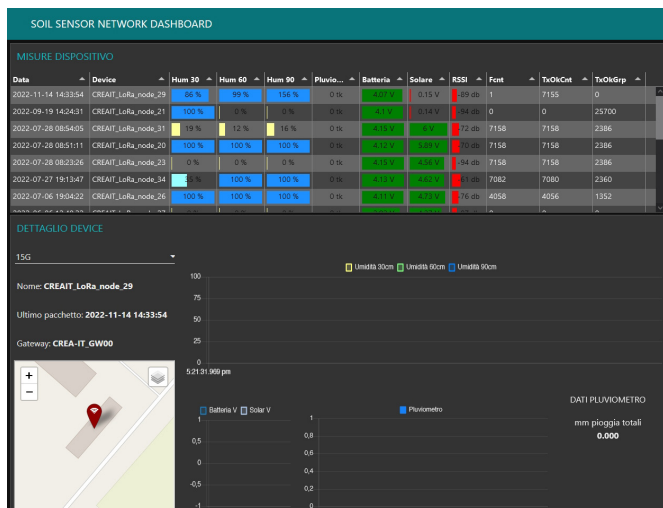 SOIL SENSOR NETWORK DASHBOARD
MISURE DISPOSITIVO
Data Device Hum 30 Hum 60 Hum 90 Pluvio... Batteria Solare RSSI Fcnt TxOkCnt TxOkGrp
2022-11-14 14:33:54 CREAIT_LoRa_node_29 86 % 99 % 156 % 0 tk 4.07 V 0.15 V -89 db 1 7155 0
2022-09-19 14:24:31 CREAIT_LoRa_node_21 100 % 0 % 0 % 0 tk 4.1 V 0.14 V -94 db 0 0 25700
2022-07-28 08:54:05 CREAIT_LoRa_node_31 19 % 12 % 16 % 0 tk 4.15 V 6 V -72 db 7158 7158 2386
2022-07-28 08:51:11 CREAIT_LoRa_node_20 100 % 100 % 100 % 0 tk 4.12 V 5.89 V -70 db 7158 7158 2386
2022-07-28 08:23:26 CREAIT_LoRa_node_23 0 % 0 % 0 % 0 tk 4.15 V 4.56 V -94 db 7158 7158 2386
2022-07-27 19:13:47 CREAIT_LoRa_node_34 100 % 100 % 0 tk 4.13 V 4.62 V -61 db 7082 7080 2360
2022-07-06 19:04:22 CREAIT_LoRa_node_26 100 % 100 % 100 % 0 tk 4.11 V 4.73 V -76 db 4058 4056 1352
DETTAGLIO DEVICE
15G
Nome: CREAIT_LoRa_node_29
Ultimo pacchetto: 2022-11-14 14:33:54
Gateway: CREA-IT_GW00
+
−
Umidità 30cm Umidità 60cm Umidità 90cm
100
75
50
25
0
5:21:31.969 pm
Batteria V Solar V
1
0,5
0
-0,5
-1
Pluviometro
1
0,8
0,6
0,4
0,2
0
DATI PLUVIOMETRO
mm pioggia totali
0.000